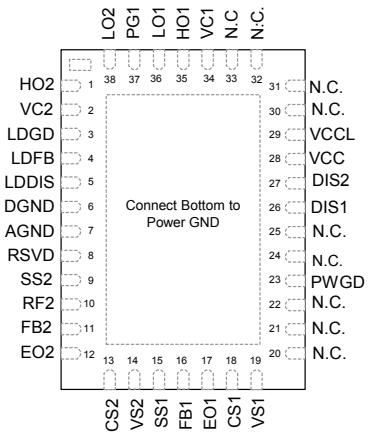 LO2
PG1
LO1
HO1
VC1
N.C
N.C.
38 37 36 35 34 33 32
HO2 1
VC2 2
LDGD 3
LDFB 4
LDDIS 5
DGND 6
AGND 7
RSVD 8
SS2 9
RF2 10
FB2 11
EO2 12
Connect Bottom to
Power GND
31 N.C.
30 N.C.
29 VCCL
28 VCC
27 DIS2
26 DIS1
25 N.C.
24 N.C.
23 PWGD
22 N.C.
21 N.C.
20 N.C.
13 14 15 16 17 18 19
CS2
VS2
SS1
FB1
EO1
CS1
VS1